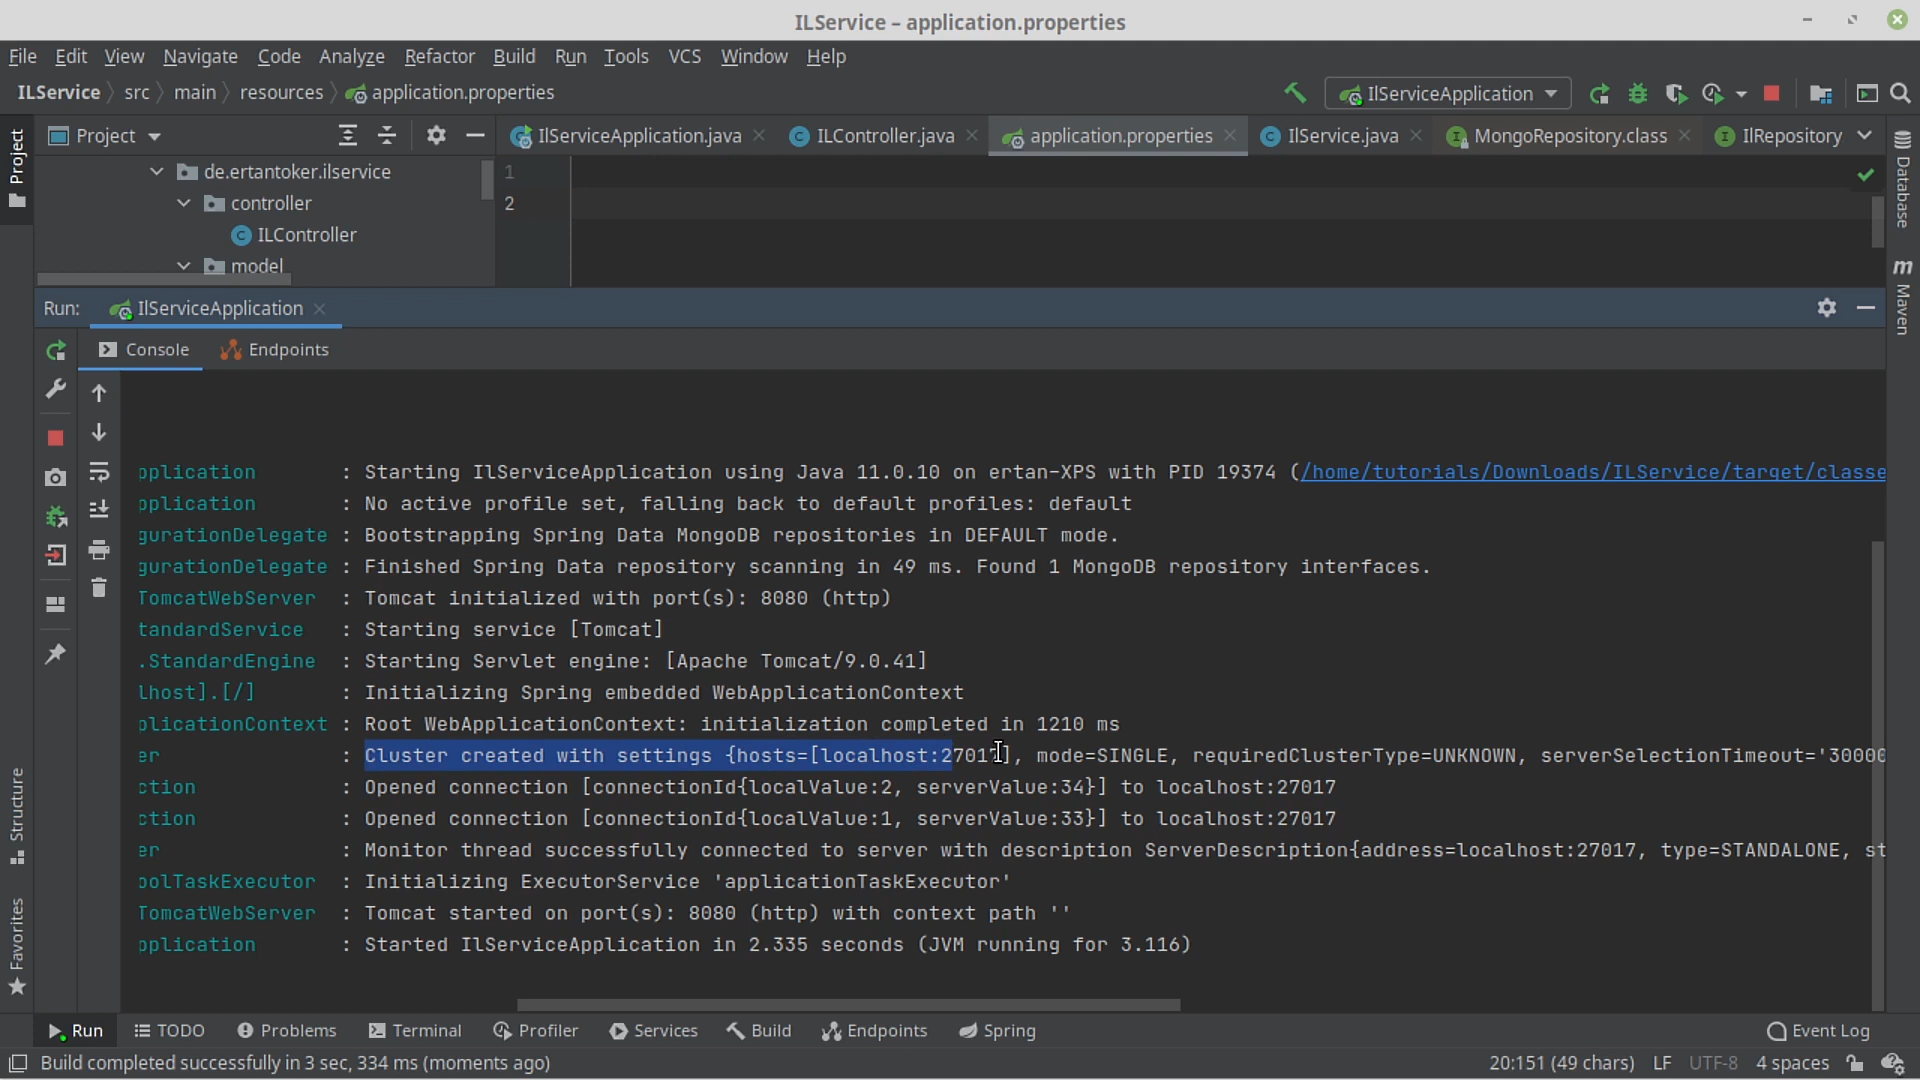 ILService – application.properties
File Edit View Navigate Code Analyze Refactor Build Run Tools VCS Window Help
ILService src main resources application.properties IlServiceApplication
Project IlServiceApplication.java ILController.java application.properties IlService.java MongoRepository.class IlRepository
Project
de.ertantoker.ilservice
controller
ILController
model
1
2
Database
Maven
Run: IlServiceApplication
Console Endpoints
pplication : Starting IlServiceApplication using Java 11.0.10 on ertan-XPS with PID 19374 (/home/tutorials/Downloads/ILService/target/classe
pplication : No active profile set, falling back to default profiles: default
gurationDelegate : Bootstrapping Spring Data MongoDB repositories in DEFAULT mode.
gurationDelegate : Finished Spring Data repository scanning in 49 ms. Found 1 MongoDB repository interfaces.
TomcatWebServer : Tomcat initialized with port(s): 8080 (http)
tandardService : Starting service [Tomcat]
.StandardEngine : Starting Servlet engine: [Apache Tomcat/9.0.41]
lhost].[/] : Initializing Spring embedded WebApplicationContext
plicationContext : Root WebApplicationContext: initialization completed in 1210 ms
er : Cluster created with settings {hosts=[localhost:27017], mode=SINGLE, requiredClusterType=UNKNOWN, serverSelectionTimeout='30000
ction : Opened connection [connectionId{localValue:2, serverValue:34}] to localhost:27017
ction : Opened connection [connectionId{localValue:1, serverValue:33}] to localhost:27017
er : Monitor thread successfully connected to server with description ServerDescription{address=localhost:27017, type=STANDALONE, st
oolTaskExecutor : Initializing ExecutorService 'applicationTaskExecutor'
TomcatWebServer : Tomcat started on port(s): 8080 (http) with context path ''
pplication : Started IlServiceApplication in 2.335 seconds (JVM running for 3.116)
Structure
Favorites
Run TODO Problems Terminal Profiler Services Build Endpoints Spring Event Log
Build completed successfully in 3 sec, 334 ms (moments ago) 20:151 (49 chars) LF UTF-8 4 spaces